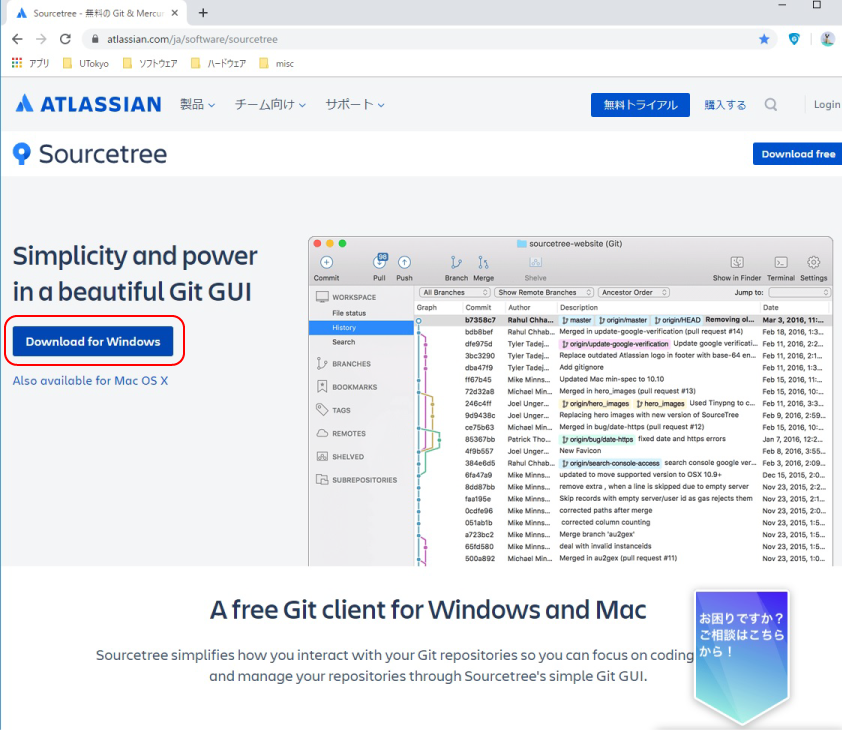 Sourcetree - 無料の Git & Mercur
atlassian.com/ja/software/sourcetree
アプリ UTokyo ソフトウェア ハードウェア misc
ATLASSIAN 製品 チーム向け サポート 無料トライアル 購入する Login
Sourcetree Download free
Simplicity and power
in a beautiful Git GUI
Download for Windows
Also available for Mac OS X
sourcetree-website (Git)
98
Commit Pull Push Branch Merge Shelve Show in Finder Terminal Settings
All Branches Show Remote Branches Ancestor Order Jump to:
Graph Commit Author Description Date
WORKSPACE
File status
History
Search
BRANCHES
BOOKMARKS
TAGS
REMOTES
SHELVED
SUBREPOSITORIES
b7358c7 Rahul Chha... master origin/master origin/HEAD Removing ol... Mar 3, 2016, 11:...
bdb8bef Rahul Chhab... Merged in update-google-verification (pull request #14) Feb 18, 2016, 1:3...
dfe975d Tyler Tadej... origin/update-google-verification Update google verificati... Feb 11, 2016, 2:2...
3bc3290 Tyler Tadej... Replace outdated Atlassian logo in footer with base-64 en... Feb 11, 2016, 2:1...
dba47f9 Tyler Tadej... Add gitignore Feb 11, 2016, 1:3...
ff67b45 Mike Minns... Updated Mac min-spec to 10.10 Feb 15, 2016, 11:...
72d32a8 Michael Min... Merged in hero_images (pull request #13) Feb 15, 2016, 10:...
246c4ff Joel Unger... origin/hero_images hero_images Used Tinypng to c... Feb 11, 2016, 3:3...
9d9438c Joel Unger... Replacing hero images with new version of SourceTree Feb 9, 2016, 2:59...
ce75b63 Michael Min... Merged in bug/date-https (pull request #12) Feb 15, 2016, 10:...
85367bb Patrick Tho... origin/bug/date-https fixed date and https errors Jan 7, 2016, 12:2...
4f9b557 Joel Unger... New Favicon Feb 8, 2016, 3:55...
384e6d5 Rahul Chhab... origin/search-console-access search console google ver... Feb 3, 2016, 2:09...
6fa47a9 Mike Minns... updated to move supported version to OSX 10.9+ Dec 15, 2015, 2:0...
8dd87bb Mike Minns... remove extra , when a line is skipped due to empty server Nov 23, 2015, 2:2...
faa195e Mike Minns... Skip records with empty server/user id as gas rejects them Nov 23, 2015, 2:1...
0cdfe96 Mike Minns... corrected paths after merge Nov 23, 2015, 2:0...
051ab1b Mike Minns... corrected column counting Nov 23, 2015, 1:5...
a723bc2 Mike Minns... Merge branch 'au2gex' Nov 23, 2015, 1:5...
65fd580 Mike Minns... deal with invalid instanceids Nov 23, 2015, 1:5...
500a892 Michael Min... Merged in au2gex (pull request #11) Nov 23, 2015, 1:0...
A free Git client for Windows and Mac
Sourcetree simplifies how you interact with your Git repositories so you can focus on coding
and manage your repositories through Sourcetree's simple Git GUI.
お困りですか？
ご相談はこちら
から！